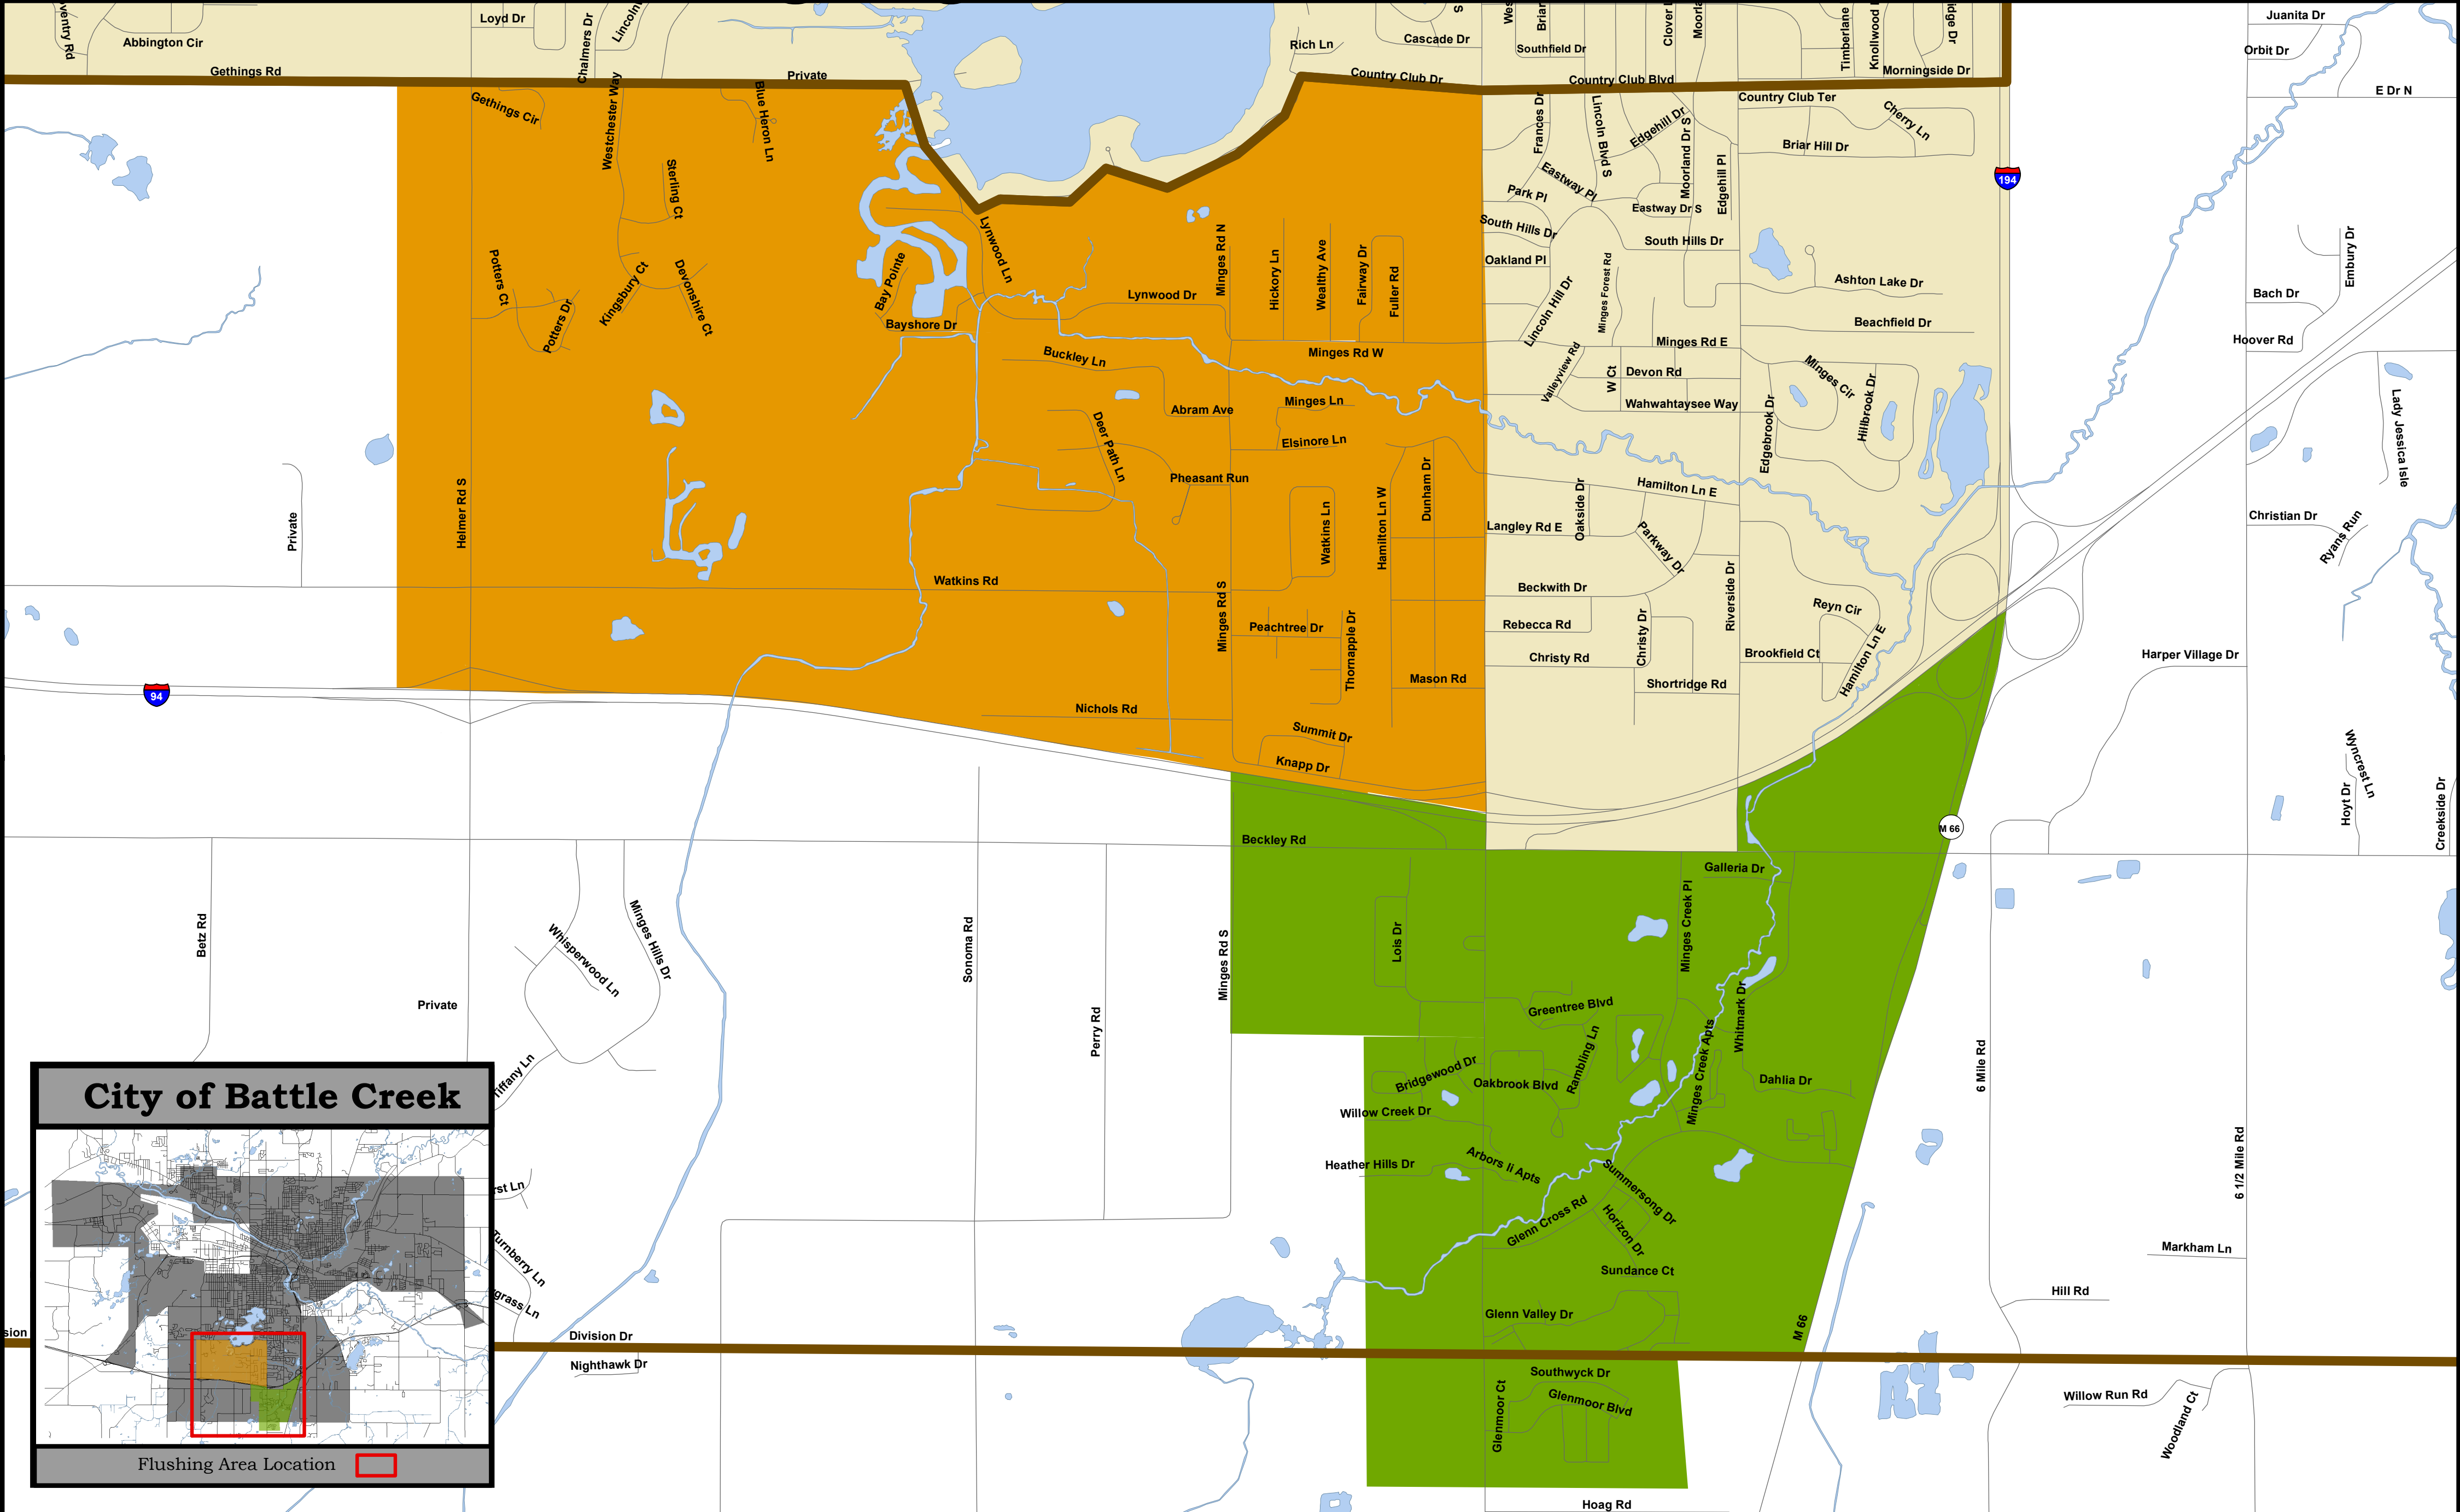 Loyd Dr
Abbington Cir
Chalmers Dr
Rich Ln
Cascade Dr
Southfield Dr
Timberlane
Juanita Dr
Orbit Dr
Gethings Rd
Private
Country Club Dr
Country Club Blvd
Morningside Dr
E Dr N
Gethings Cir
Westchester Way
Blue Heron Ln
Sterling Ct
Frances Dr
Lincoln Blvd S
Edgehill Dr
Moorland Dr S
Edgehill Pl
Country Club Ter
Cherry Ln
Briar Hill Dr
194
Eastway Pl
Park Pl
Eastway Dr S
South Hills Dr
South Hills Dr
Oakland Pl
Lynwood Ln
Minges Rd N
Hickory Ln
Wealthy Ave
Fairway Dr
Fuller Rd
Potters Ct
Potters Dr
Kingsbury Ct
Devonshire Ct
Bay Pointe
Bayshore Dr
Lynwood Dr
Lincoln Hill Dr
Minges Forest Rd
Ashton Lake Dr
Beachfield Dr
Embury Dr
Bach Dr
Hoover Rd
Buckley Ln
Minges Rd W
Minges Rd E
Valleyview Rd
W Ct
Devon Rd
Wahwahtaysee Way
Minges Cir
Hillbrook Dr
Edgebrook Dr
Lady Jessica Isle
Abram Ave
Minges Ln
Elsinore Ln
Deer Path Ln
Pheasant Run
Dunham Dr
Hamilton Ln W
Watkins Ln
Hamilton Ln E
Oakside Dr
Langley Rd E
Parkway Dr
Christian Dr
Ryans Run
Private
Helmer Rd S
Watkins Rd
Minges Rd S
Beckwith Dr
Riverside Dr
Reyn Cir
Peachtree Dr
Thornapple Dr
Rebecca Rd
Christy Dr
Christy Rd
Brookfield Ct
Hamilton Ln E
Harper Village Dr
Mason Rd
Shortridge Rd
94
Nichols Rd
Summit Dr
Knapp Dr
Wyncrest Ln
Hoyt Dr
Creekside Dr
M 66
Beckley Rd
Galleria Dr
Betz Rd
Whisperwood Ln
Minges Hills Dr
Sonoma Rd
Minges Rd S
Lois Dr
Minges Creek Pl
Private
Perry Rd
Greentree Blvd
Rambling Ln
Whitmark Dr
Minges Creek Apts
6 Mile Rd
Tiffany Ln
Bridgewood Dr
Oakbrook Blvd
Dahlia Dr
Willow Creek Dr
Heather Hills Dr
Arbors Ii Apts
Summersong Dr
6 1/2 Mile Rd
Glenn Cross Rd
Horizon Dr
Turnberry Ln
Sundance Ct
Markham Ln
Hill Rd
Glenn Valley Dr
M 66
Division Dr
Nighthawk Dr
Southwyck Dr
Glenmoor Ct
Glenmoor Blvd
Willow Run Rd
Woodland Ct
Hoag Rd
City of Battle Creek
Flushing Area Location